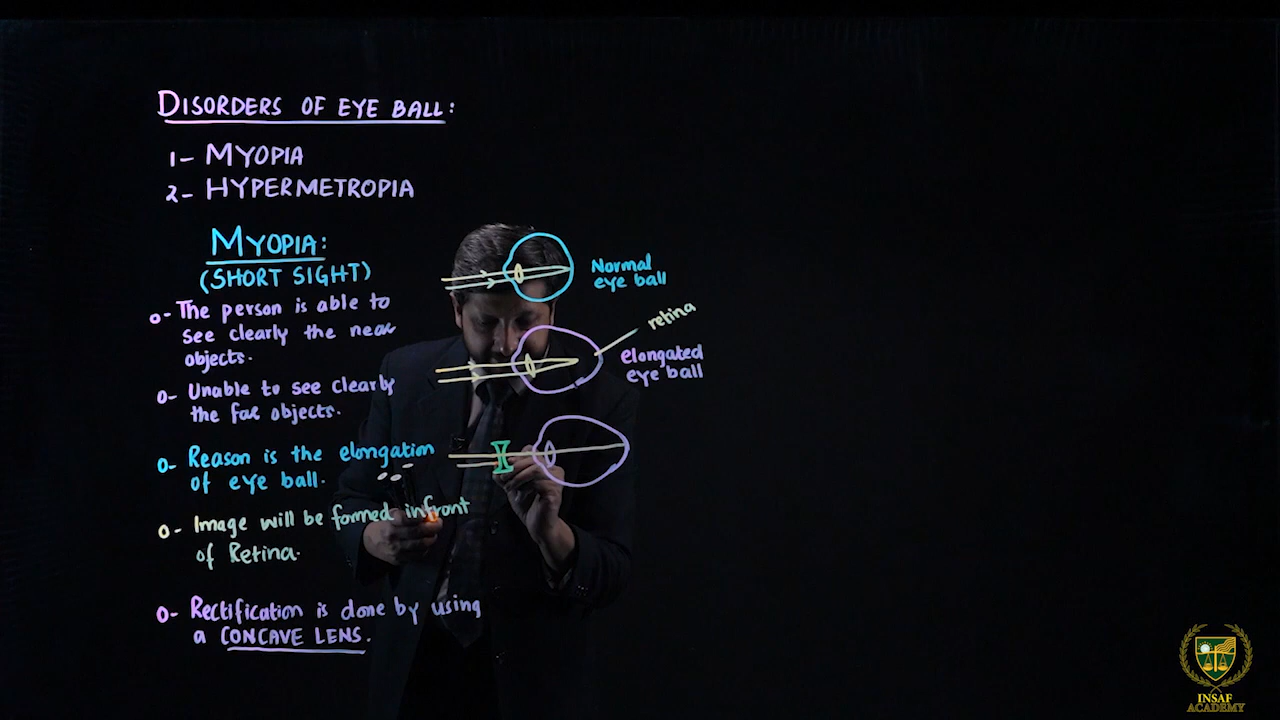 DISORDERS OF EYE BALL:
1- MYOPIA
2- HYPERMETROPIA
MYOPIA:
(SHORT SIGHT)
o- The person is able to
see clearly the near
objects.
o- Unable to see clearly
the far objects.
o- Reason is the elongation
of eye ball.
o- Image will be formed infront
of Retina.
o- Rectification is done by using
a CONCAVE LENS.
Normal
eye ball
retina
elongated
eye ball
INSAF
ACADEMY